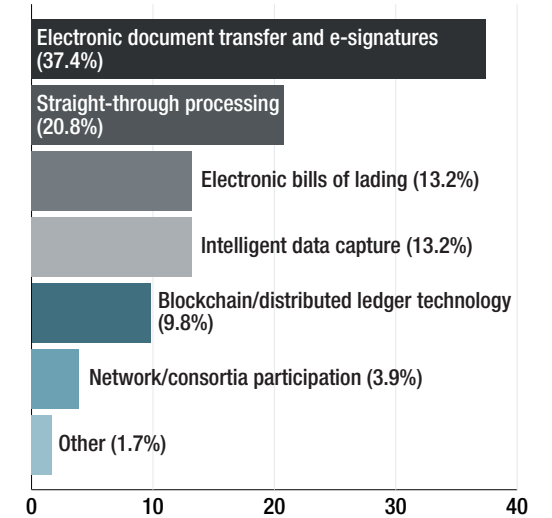 Electronic document transfer and e-signatures
(37.4%)
Straight-through processing
(20.8%)
Electronic bills of lading (13.2%)
Intelligent data capture (13.2%)
Blockchain/distributed ledger technology
(9.8%)
Network/consortia participation (3.9%)
Other (1.7%)
0 10 20 30 40